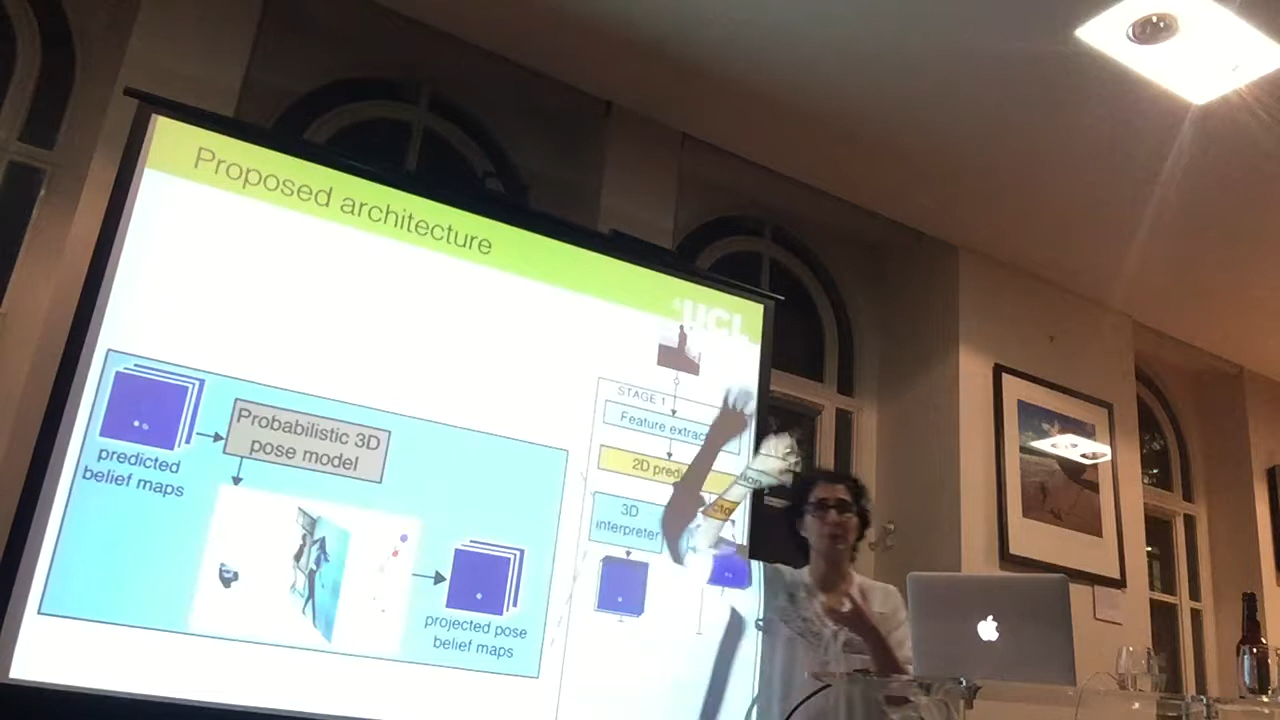 Proposed architecture
UCL
predicted
belief maps
Probabilistic 3D
pose model
projected pose
belief maps
STAGE 1
Feature extrac
2D predi
3D
interpreter